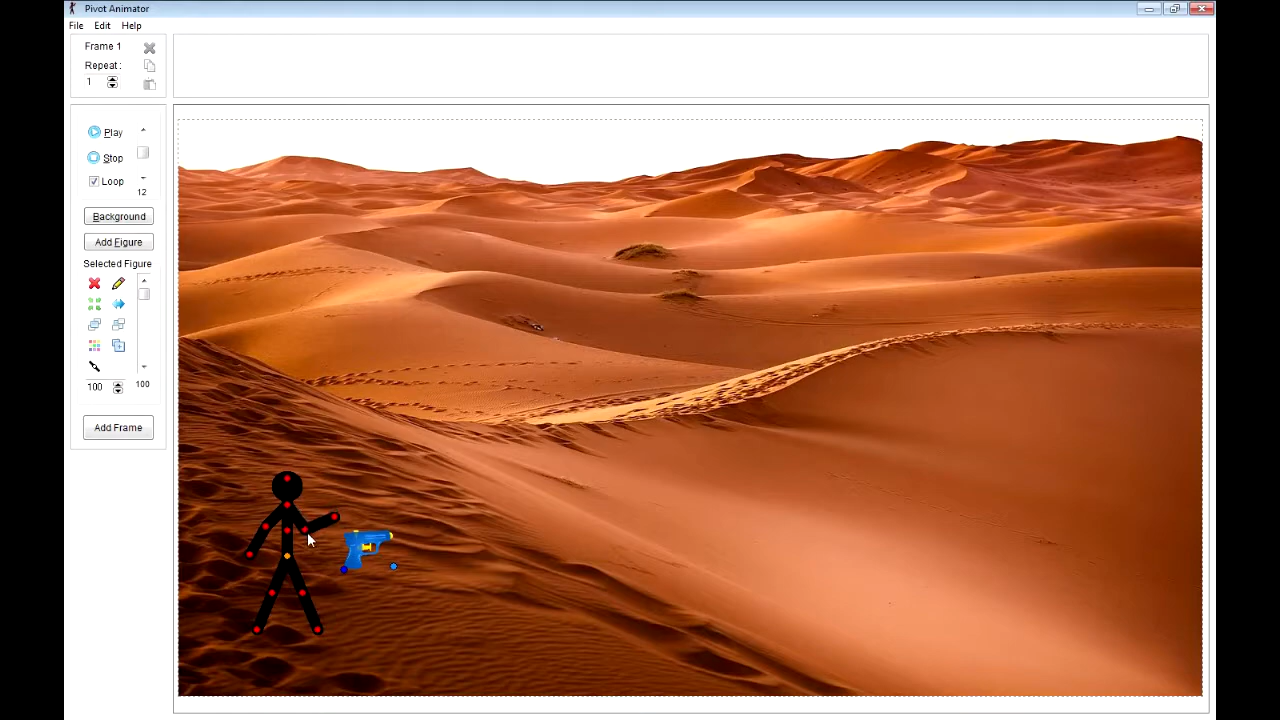 Pivot Animator
File Edit Help
Frame 1
Repeat :
1
Play
Stop
Loop
12
Background
Add Figure
Selected Figure
100
100
Add Frame